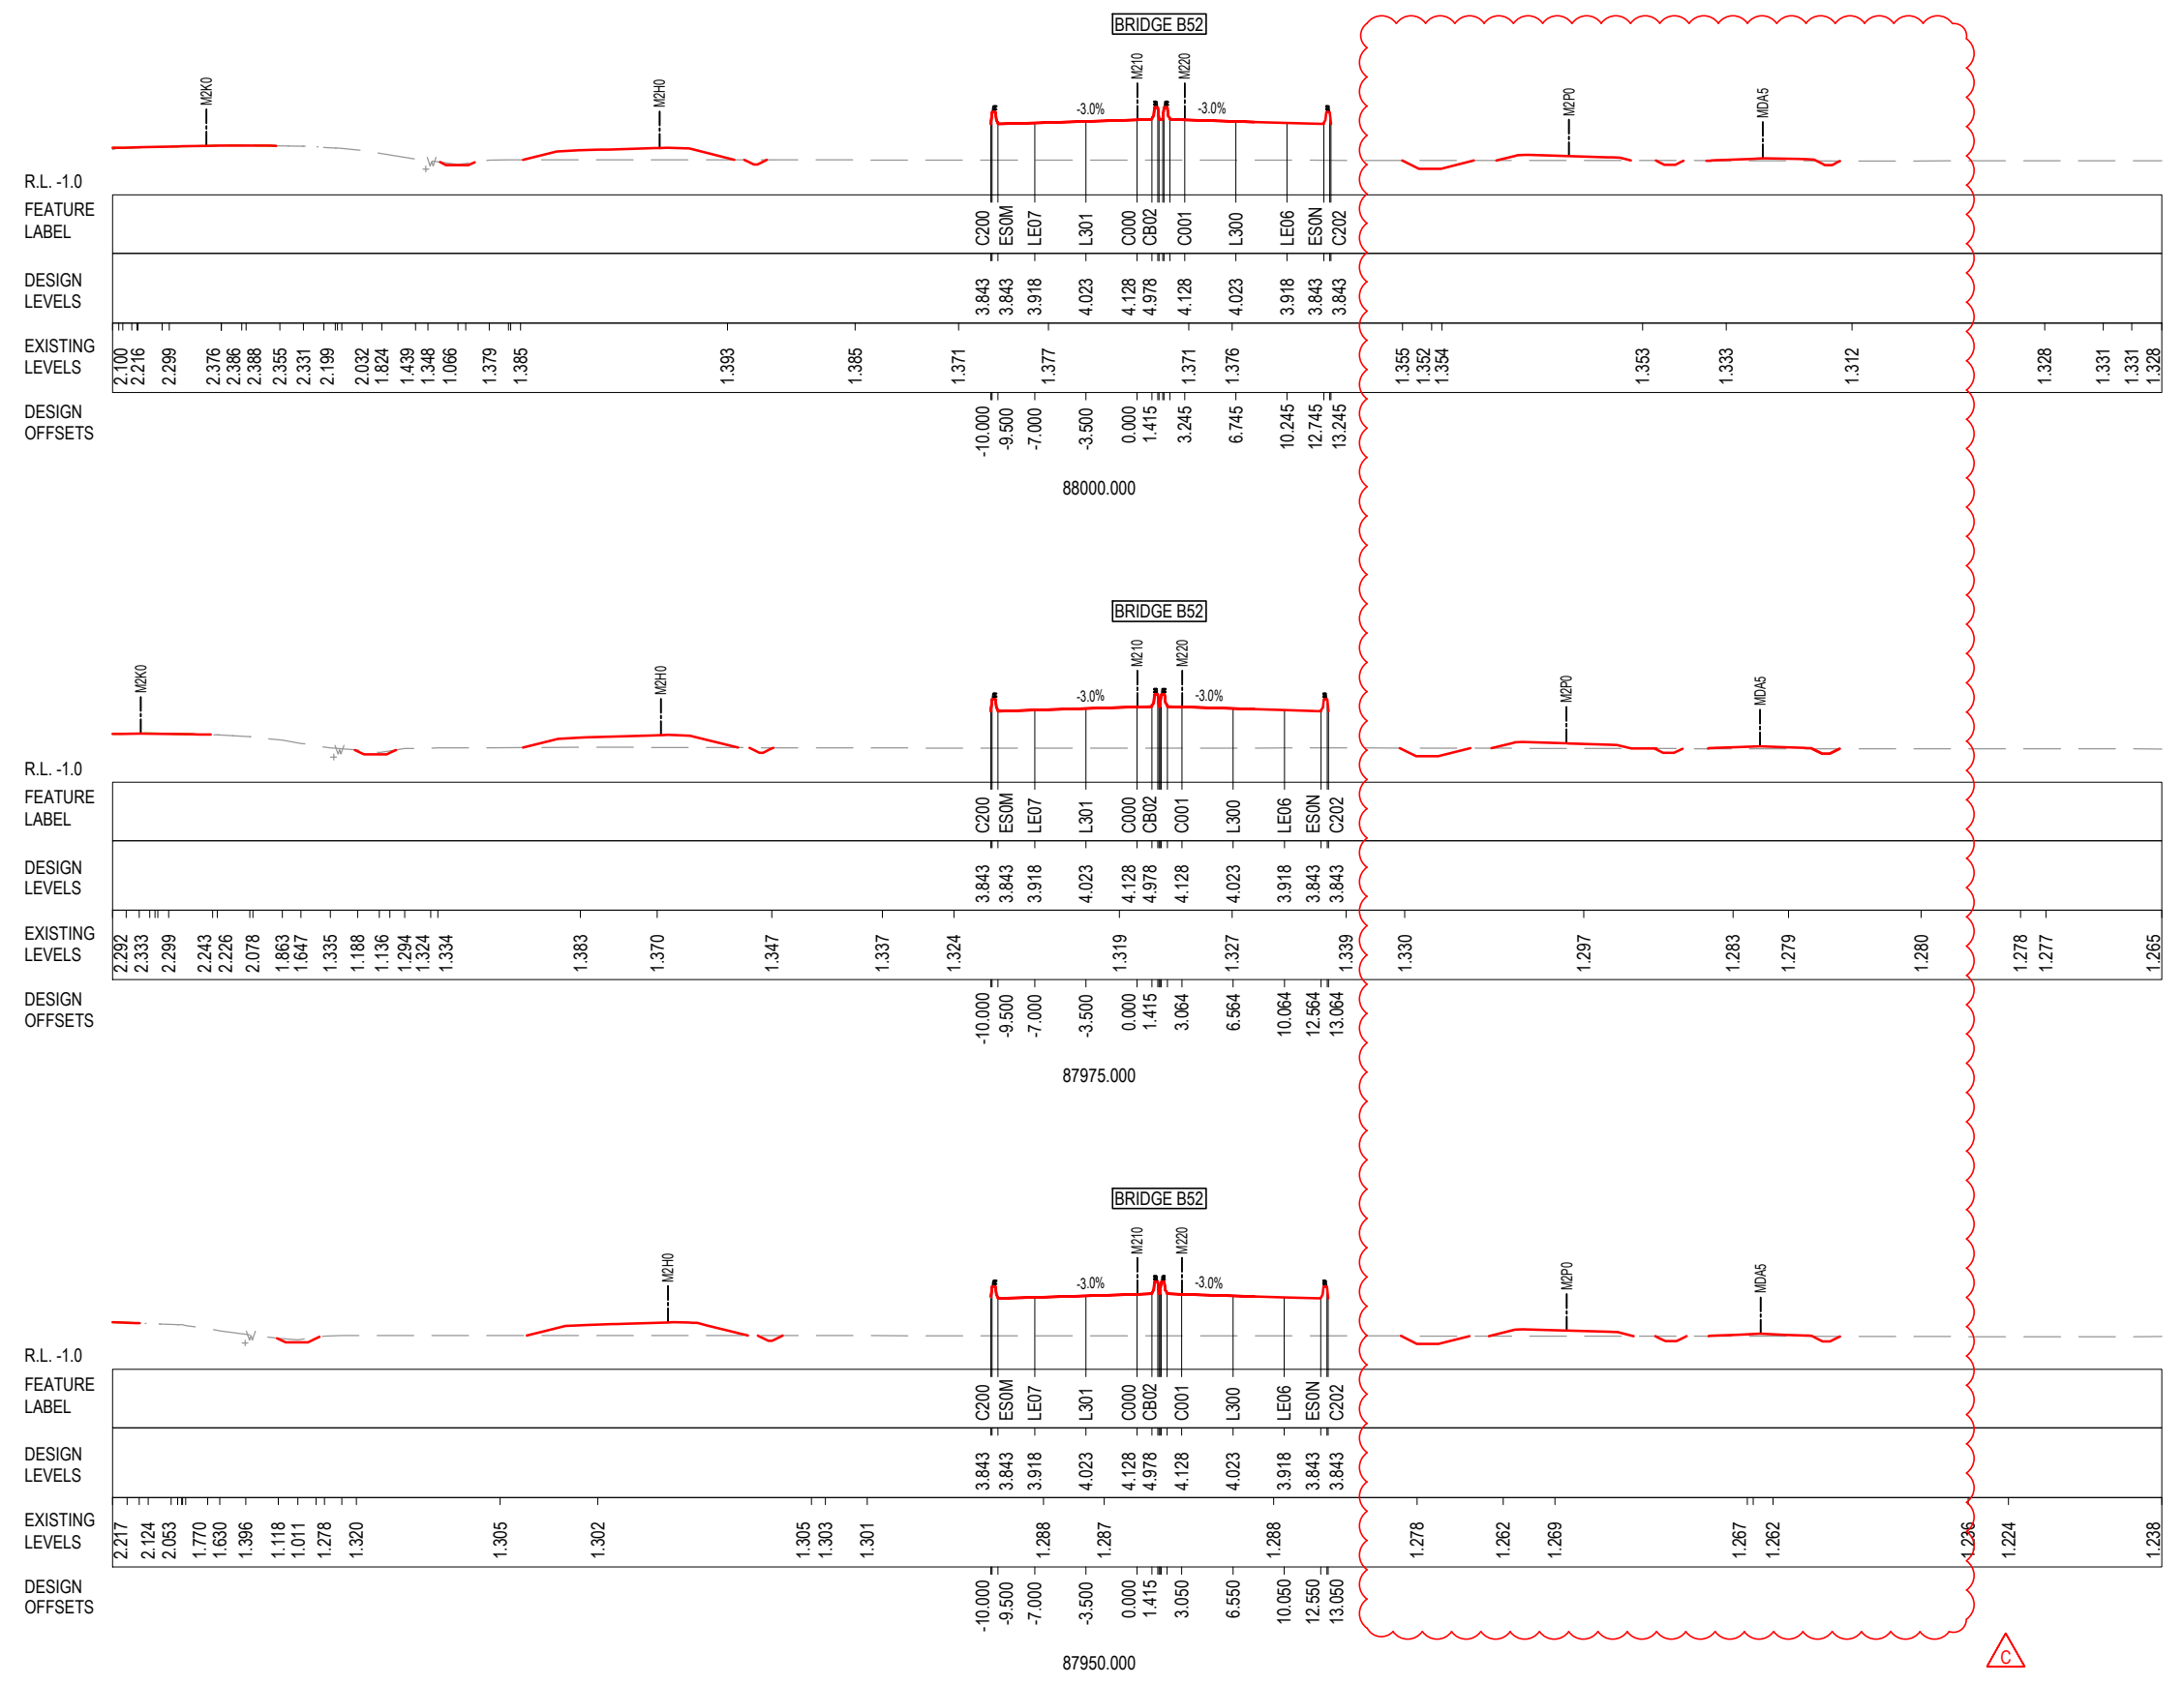 BRIDGE B52
M2K0 M2H0 M210 M220 M2P0 MDA5
-3.0% -3.0%
R.L. -1.0
FEATURE LABEL
C200 ES0M LE07 L301 C000 CB02 C001 L300 LE06 ES0N C202
DESIGN LEVELS
3.843 3.843 3.918 4.023 4.128 4.978 4.128 4.023 3.918 3.843 3.843
EXISTING LEVELS
2.100 2.216 2.299 2.376 2.386 2.388 2.355 2.331 2.199 2.032 1.824 1.439 1.348 1.066 1.379 1.385 1.393 1.385 1.371 1.377 1.371 1.376 1.355 1.352 1.354 1.353 1.333 1.312 1.328 1.331 1.331 1.328
DESIGN OFFSETS
-10.000 -9.500 -7.000 -3.500 0.000 1.415 3.245 6.745 10.245 12.745 13.245
88000.000
BRIDGE B52
M2K0 M2H0 M210 M220 M2P0 MDA5
-3.0% -3.0%
R.L. -1.0
FEATURE LABEL
C200 ES0M LE07 L301 C000 CB02 C001 L300 LE06 ES0N C202
DESIGN LEVELS
3.843 3.843 3.918 4.023 4.128 4.978 4.128 4.023 3.918 3.843 3.843
EXISTING LEVELS
2.292 2.333 2.299 2.243 2.226 2.078 1.863 1.647 1.335 1.188 1.136 1.294 1.324 1.334 1.383 1.370 1.347 1.337 1.324 1.319 1.327 1.339 1.330 1.297 1.283 1.279 1.280 1.278 1.277 1.265
DESIGN OFFSETS
-10.000 -9.500 -7.000 -3.500 0.000 1.415 3.064 6.564 10.064 12.564 13.064
87975.000
BRIDGE B52
M2H0 M210 M220 M2P0 MDA5
-3.0% -3.0%
R.L. -1.0
FEATURE LABEL
C200 ES0M LE07 L301 C000 CB02 C001 L300 LE06 ES0N C202
DESIGN LEVELS
3.843 3.843 3.918 4.023 4.128 4.978 4.128 4.023 3.918 3.843 3.843
EXISTING LEVELS
2.217 2.124 2.053 1.770 1.630 1.396 1.118 1.011 1.278 1.320 1.305 1.302 1.305 1.303 1.301 1.288 1.287 1.288 1.278 1.262 1.269 1.267 1.262 1.236 1.224 1.238
DESIGN OFFSETS
-10.000 -9.500 -7.000 -3.500 0.000 1.415 3.050 6.550 10.050 12.550 13.050
87950.000
C